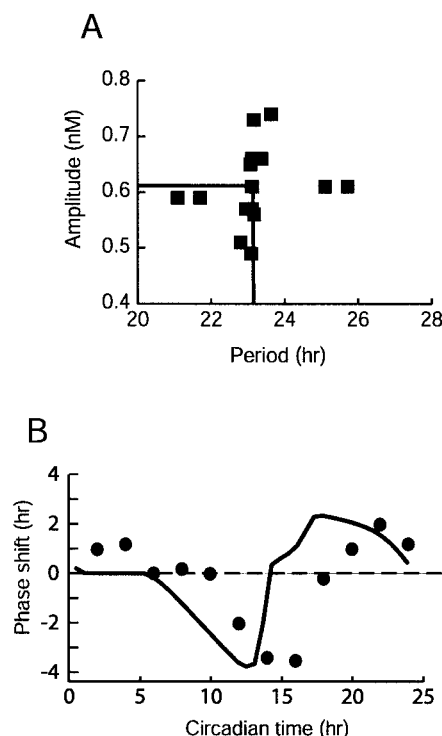 A
Amplitude (nM)
0.8
0.7
0.6
0.5
0.4
20 22 24 26 28
Period (hr)
B
Phase shift (hr)
4
2
0
-2
-4
0 5 10 15 20 25
Circadian time (hr)